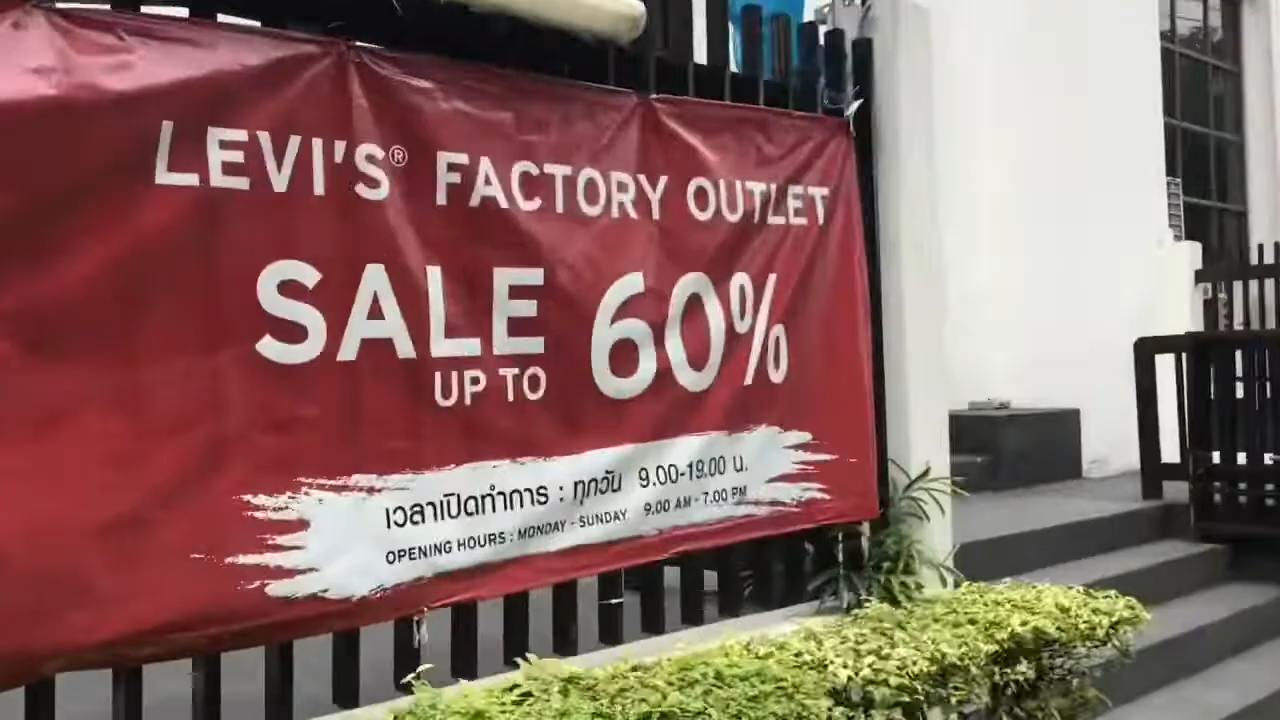 LEVI'S® FACTORY OUTLET
SALE 60%
UP TO
เวลาเปิดทำการ : ทุกวัน 9.00-19.00 น.
OPENING HOURS : MONDAY - SUNDAY 9.00 AM - 7.00 PM